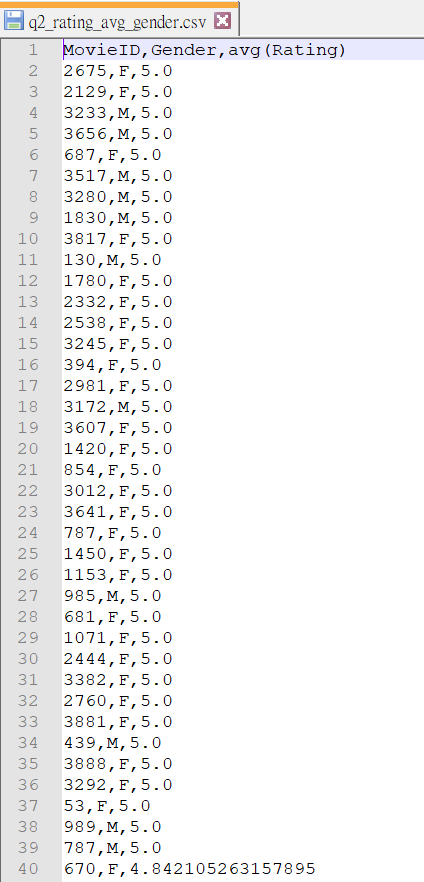 q2_rating_avg_gender.csv
1 MovieID,Gender,avg(Rating)
2 2675,F,5.0
3 2129,F,5.0
4 3233,M,5.0
5 3656,M,5.0
6 687,F,5.0
7 3517,M,5.0
8 3280,M,5.0
9 1830,M,5.0
10 3817,F,5.0
11 130,M,5.0
12 1780,F,5.0
13 2332,F,5.0
14 2538,F,5.0
15 3245,F,5.0
16 394,F,5.0
17 2981,F,5.0
18 3172,M,5.0
19 3607,F,5.0
20 1420,F,5.0
21 854,F,5.0
22 3012,F,5.0
23 3641,F,5.0
24 787,F,5.0
25 1450,F,5.0
26 1153,F,5.0
27 985,M,5.0
28 681,F,5.0
29 1071,F,5.0
30 2444,F,5.0
31 3382,F,5.0
32 2760,F,5.0
33 3881,F,5.0
34 439,M,5.0
35 3888,F,5.0
36 3292,F,5.0
37 53,F,5.0
38 989,M,5.0
39 787,M,5.0
40 670,F,4.842105263157895